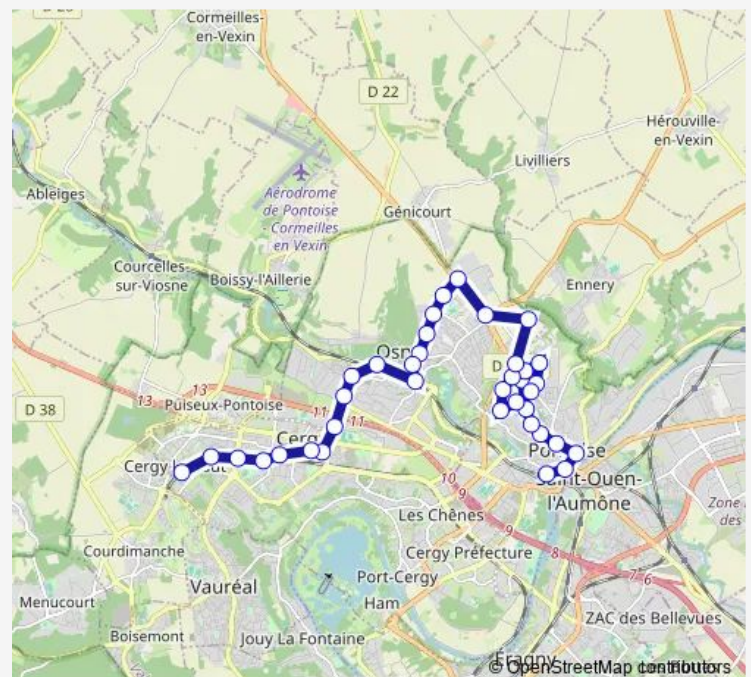 Cormeilles-
en-Vexin
D 22
Hérouville-
en-Vexin
Livilliers
Ableiges
Aérodrome
de Pontoise
- Cormeilles
en Vexin
Génicourt
Courcelles-
sur-Viosne
Boissy-l'Aillerie
Ennery
D 38
13
13
Puiseux-Pontoise
11
11
Cergy
10
9
Saint-Ouen-
l'Aumône
Zone
des
Les Chênes
9
8
Cergy Préfecture
Courdimanche
Vauréal
Port-Cergy
7-6
Menucourt
Ham
ZAC des Bellevues
Boisemont
Jouy La Fontaine
Éragny
© OpenStreetMap contributors